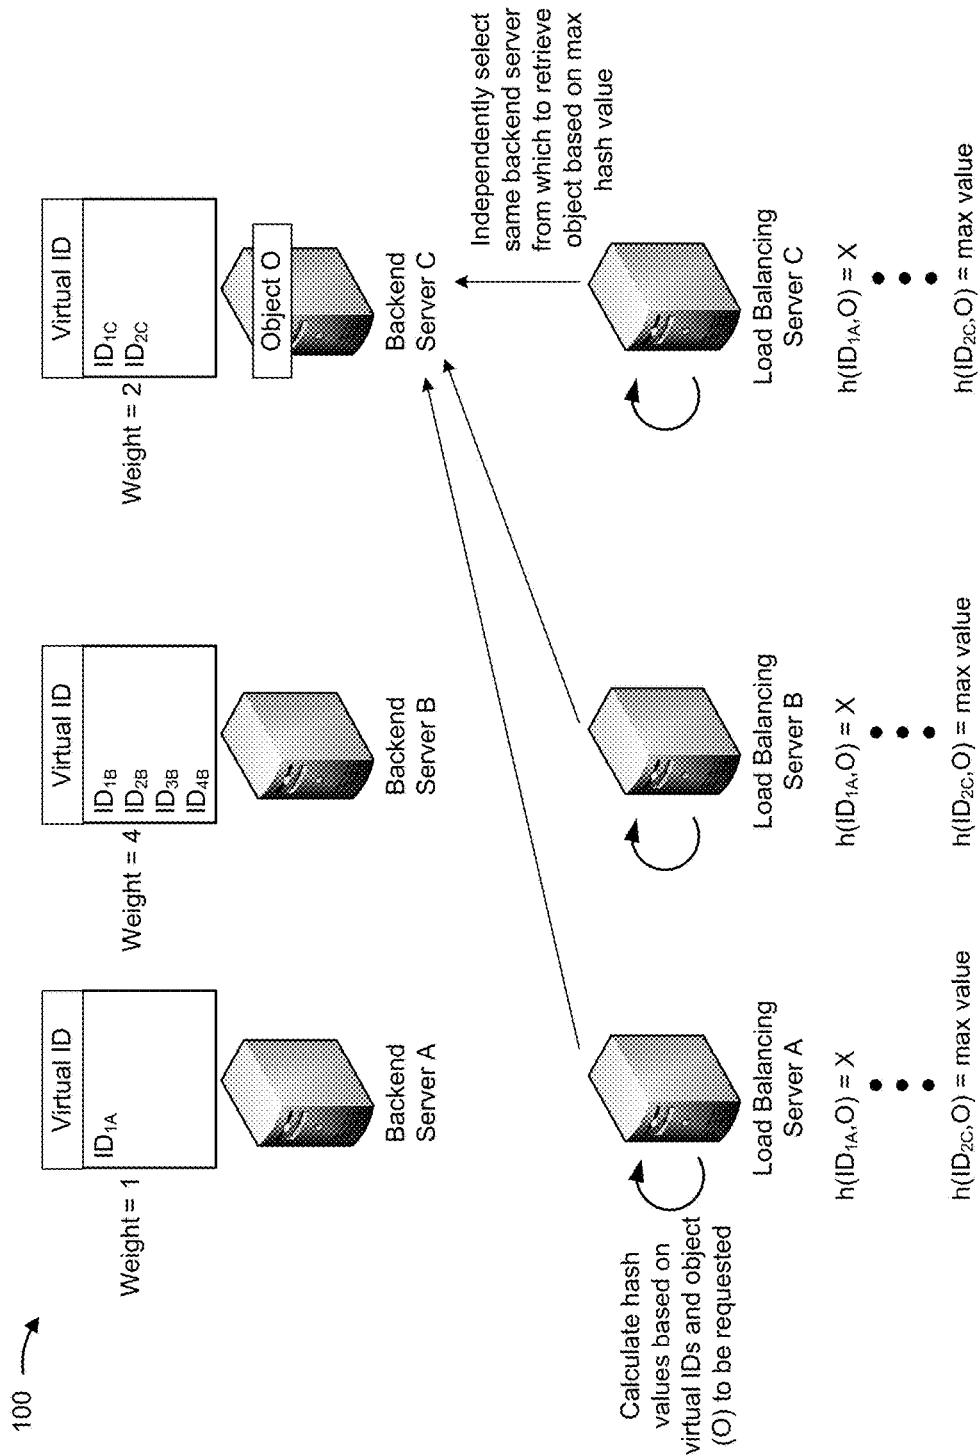 100
Weight = 1
Virtual ID
ID1A
Backend
Server A
Weight = 4
Virtual ID
ID1B
ID2B
ID3B
ID4B
Backend
Server B
Weight = 2
Virtual ID
ID1C
ID2C
Object O
Backend
Server C
Independently select
same backend server
from which to retrieve
object based on max
hash value
Calculate hash
values based on
virtual IDs and object
(O) to be requested
Load Balancing
Server A
h(ID1A,O) = X
h(ID2C,O) = max value
Load Balancing
Server B
h(ID1A,O) = X
h(ID2C,O) = max value
Load Balancing
Server C
h(ID1A,O) = X
h(ID2C,O) = max value